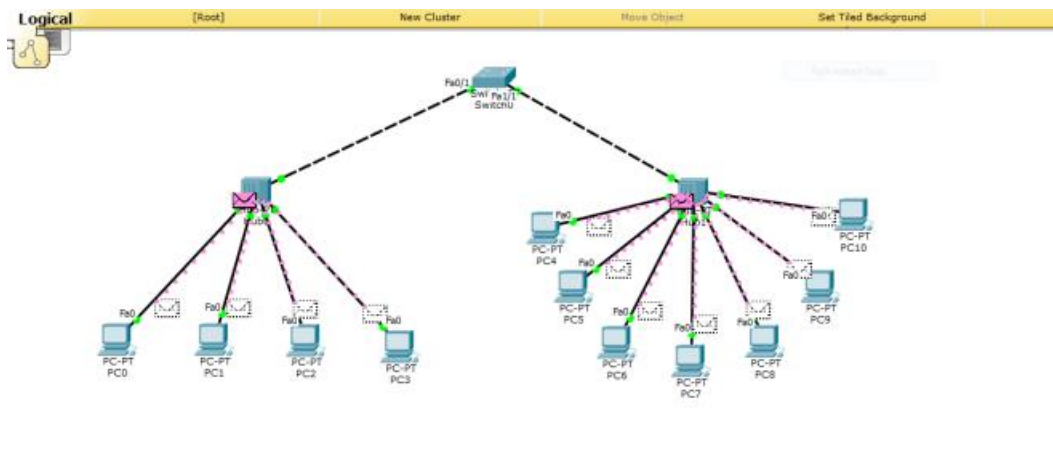 Logical
[Root]
New Cluster
Move Object
Set Tiled Background
Fa0/1
Fa1/1
Switch0
Fa0
PC-PT
PC4
Fa0
PC-PT
PC10
Fa0
PC-PT
PC5
Fa0
PC-PT
PC9
Fa0
PC-PT
PC0
Fa0
PC-PT
PC1
Fa0
PC-PT
PC2
Fa0
PC-PT
PC3
Fa0
PC-PT
PC6
Fa0
PC-PT
PC7
Fa0
PC-PT
PC8